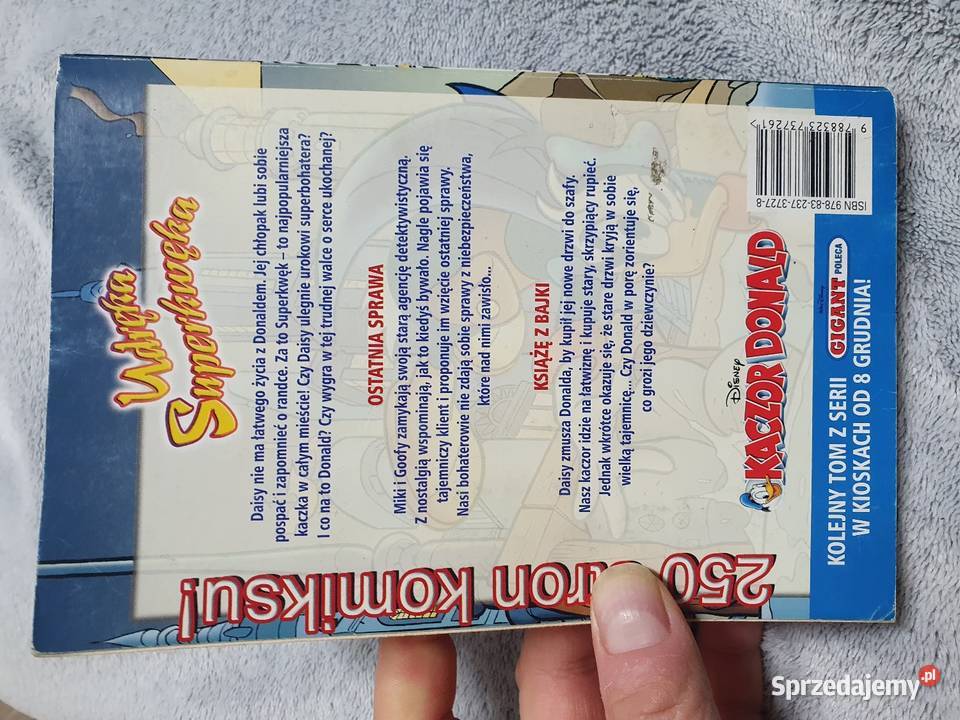 Wdzięki
Superkwęka
Daisy nie ma łatwego życia z Donaldem. Jej chłopak lubi sobie
pospać i zapomnieć o randce. Za to Superkwęk – to najpopularniejsza
kaczka w całym mieście! Czy Daisy ulegnie urokowi superbohatera?
I co na to Donald? Czy wygra w tej trudnej walce o serce ukochanej?
OSTATNIA SPRAWA
Miki i Goofy zamykają swoją starą agencję detektywistyczną.
Z nostalgią wspominają, jak to kiedyś bywało. Nagle pojawia się
tajemniczy klient i proponuje im wzięcie ostatniej sprawy.
Nasi bohaterowie nie zdają sobie sprawy z niebezpieczeństwa,
które nad nimi zawisło...
KSIĄŻĘ Z BAJKI
Daisy zmusza Donalda, by kupił jej nowe drzwi do szafy.
Nasz kaczor idzie na łatwiznę i kupuje stary, skrzypiący rupieć.
Jednak wkrótce okazuje się, że stare drzwi kryją w sobie
wielką tajemnicę... Czy Donald w porę zorientuje się,
co grozi jego dziewczynie?
250 stron komiksu!
DISNEY
KACZOR DONALD
KOLEJNY TOM Z SERII GIGANT POLECA
W KIOSKACH OD 8 GRUDNIA!
ISBN 978-83-237-3727-8
9 788323 737261 >
Sprzedajemy.pl